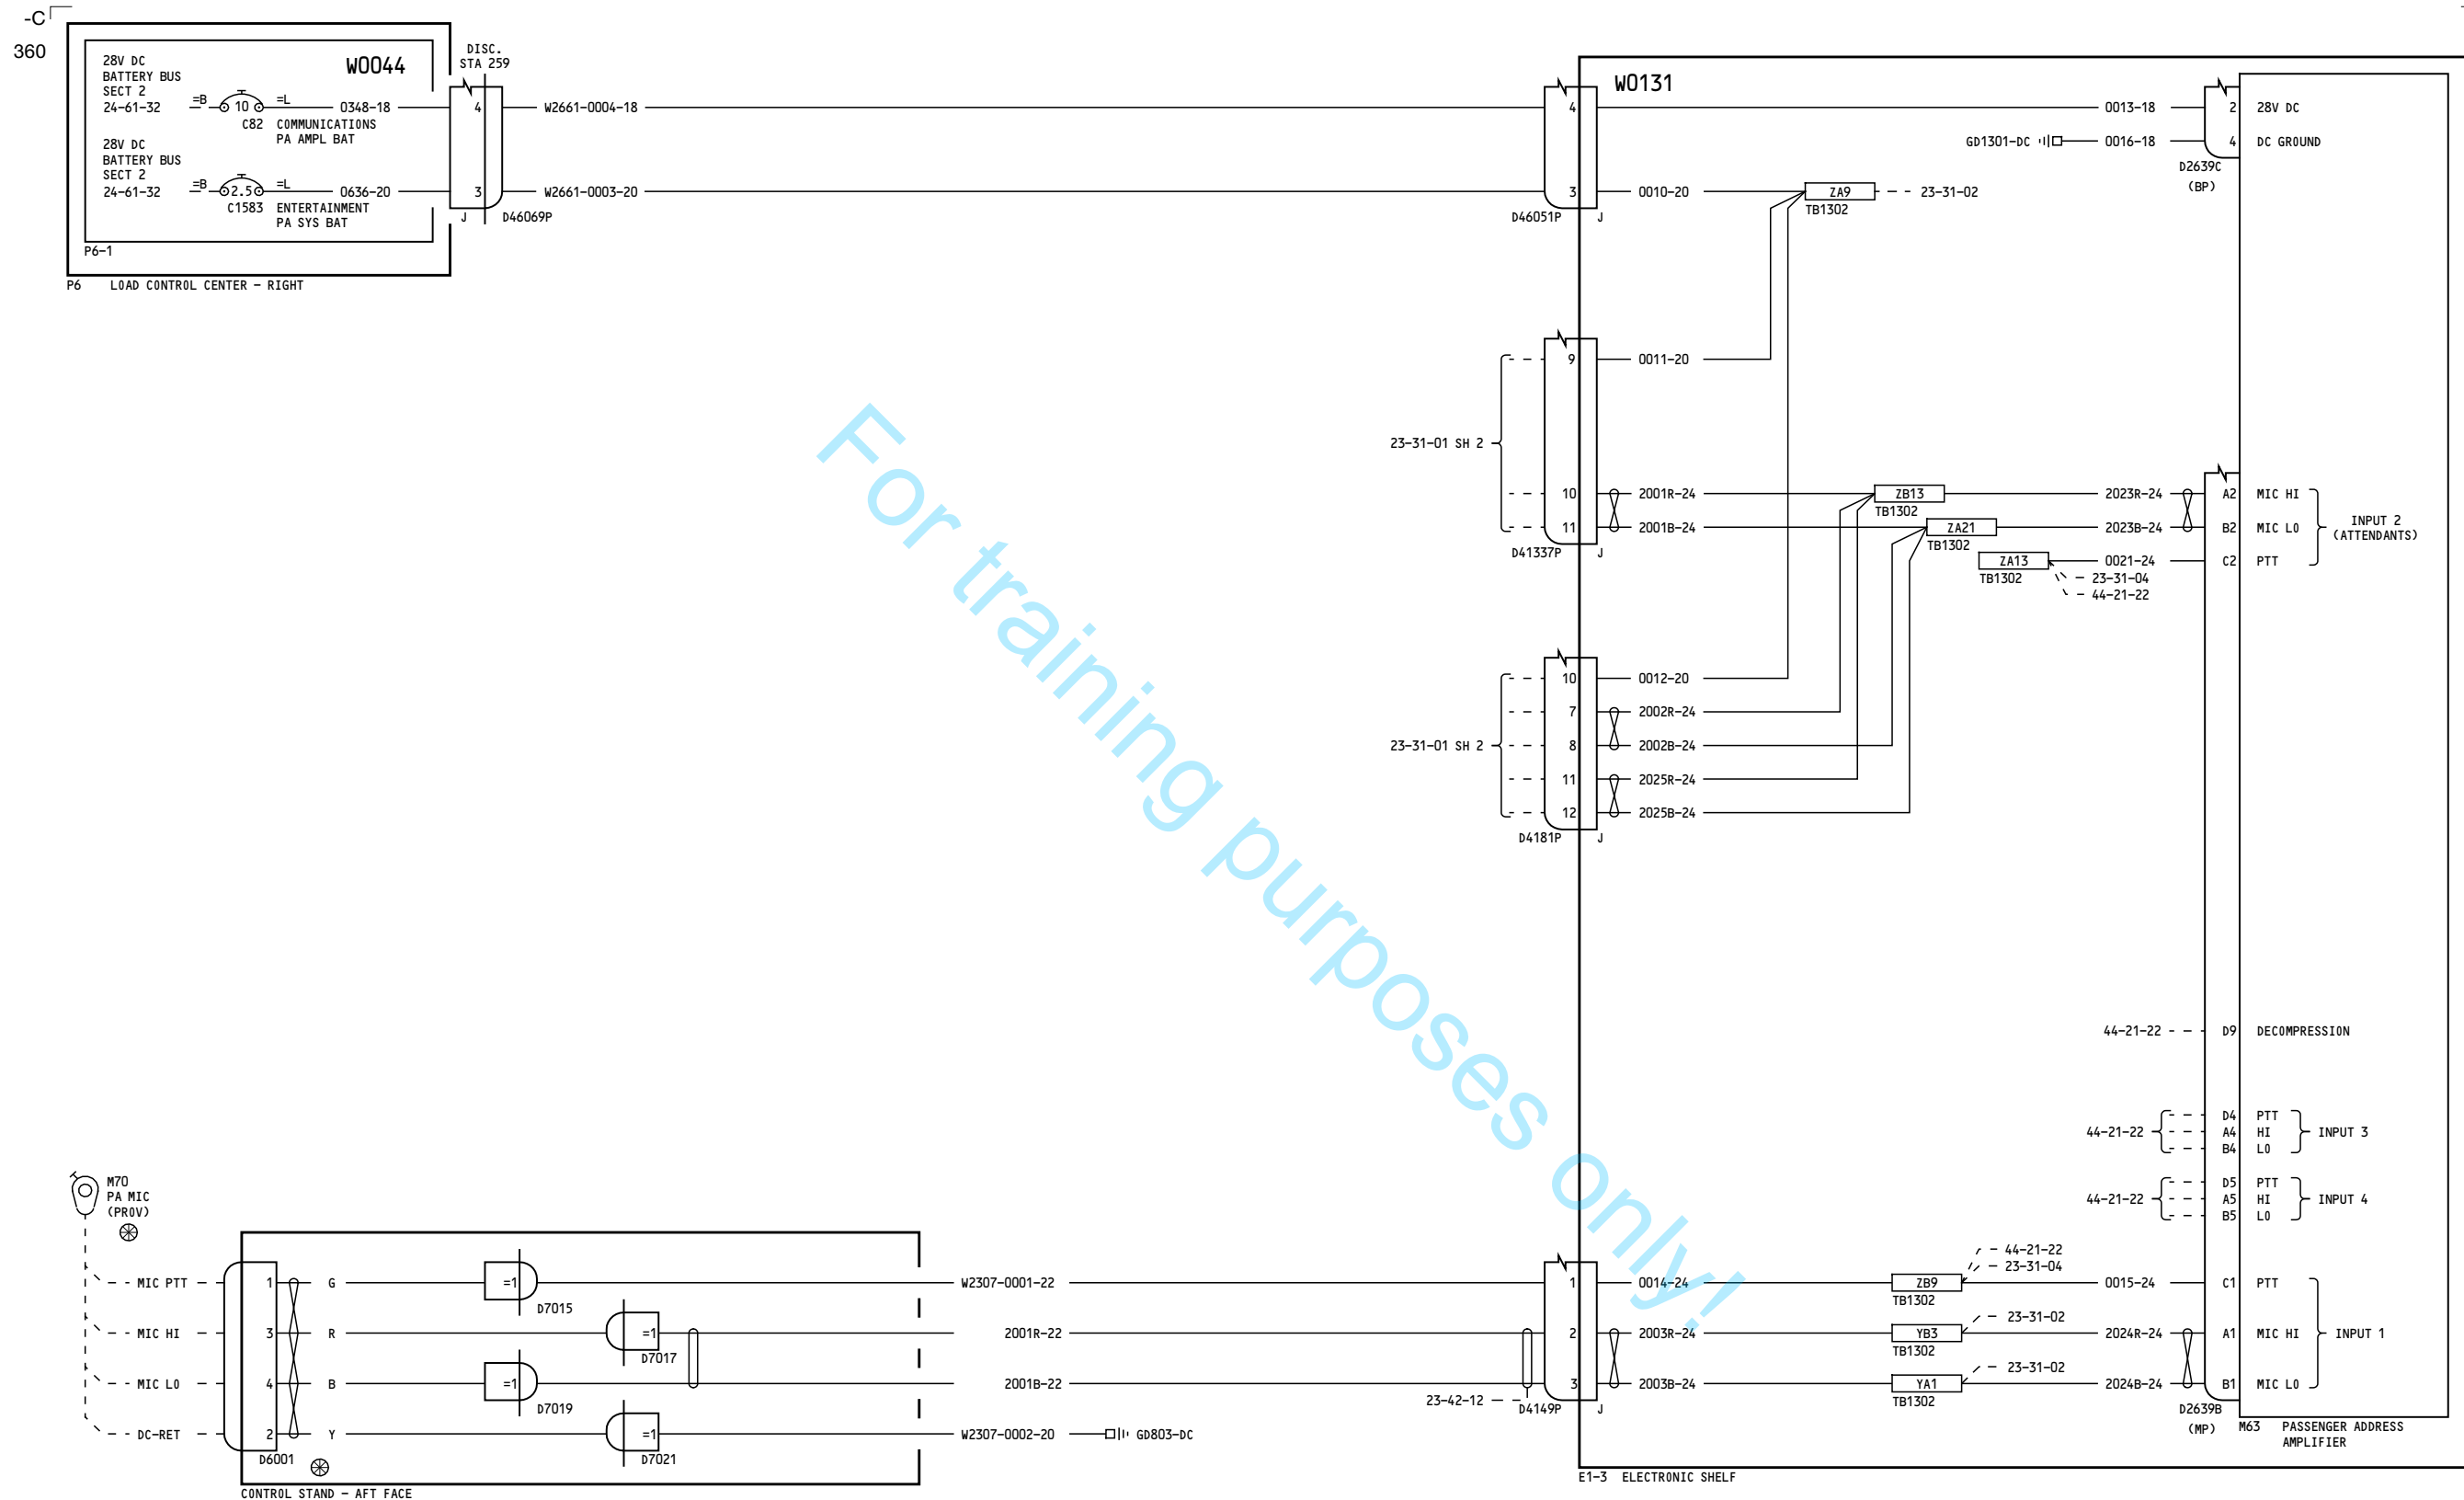 -C
360
28V DC
BATTERY BUS
SECT 2
24-61-32
W0044
=B
10
=L
0348-18
C82 COMMUNICATIONS
PA AMPL BAT
28V DC
BATTERY BUS
SECT 2
24-61-32
=B
2.5
=L
0636-20
C1583 ENTERTAINMENT
PA SYS BAT
P6-1
P6 LOAD CONTROL CENTER - RIGHT
DISC.
STA 259
4
W2661-0004-18
3
W2661-0003-20
J
D46069P
4
3
D46051P
J
W0131
0013-18
2
28V DC
GD1301-DC
0016-18
4
DC GROUND
D2639C
(BP)
0010-20
ZA9
TB1302
23-31-02
9
0011-20
23-31-01 SH 2
10
2001R-24
ZB13
TB1302
2023R-24
A2
MIC HI
11
2001B-24
ZA21
TB1302
2023B-24
B2
MIC LO
INPUT 2
(ATTENDANTS)
D41337P
J
ZA13
TB1302
0021-24
C2
PTT
23-31-04
44-21-22
10
0012-20
7
2002R-24
23-31-01 SH 2
8
2002B-24
11
2025R-24
12
2025B-24
D4181P
J
44-21-22
D9
DECOMPRESSION
D4
PTT
44-21-22
A4
HI
INPUT 3
B4
LO
D5
PTT
44-21-22
A5
HI
INPUT 4
B5
LO
M70
PA MIC
(PROV)
MIC PTT
1
G
=1
D7015
W2307-0001-22
1
0014-24
ZB9
TB1302
44-21-22
23-31-04
0015-24
C1
PTT
MIC HI
3
R
=1
D7017
2001R-22
2
2003R-24
YB3
TB1302
23-31-02
2024R-24
A1
MIC HI
INPUT 1
MIC LO
4
B
=1
D7019
2001B-22
3
2003B-24
YA1
TB1302
23-31-02
2024B-24
B1
MIC LO
23-42-12
D4149P
J
D2639B
(MP)
DC-RET
2
Y
=1
D7021
W2307-0002-20
GD803-DC
D6001
CONTROL STAND - AFT FACE
M63 PASSENGER ADDRESS
AMPLIFIER
E1-3 ELECTRONIC SHELF
For training purposes only!